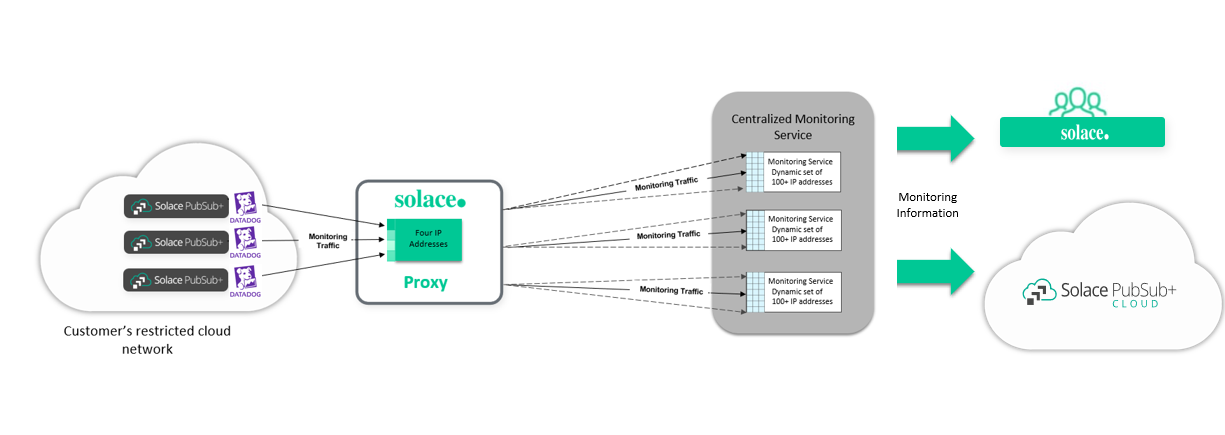 Solace PubSub+
DATADOG
Solace PubSub+
DATADOG
Solace PubSub+
DATADOG
Customer's restricted cloud
network
Monitoring
Traffic
solace.
Four IP
Addresses
Proxy
Monitoring Traffic
Monitoring Traffic
Monitoring Traffic
Centralized Monitoring
Service
Monitoring Service
Dynamic set of
100+ IP addresses
Monitoring Service
Dynamic set of
100+ IP addresses
Monitoring Service
Dynamic set of
100+ IP addresses
Monitoring
Information
solace.
Solace PubSub+
CLOUD